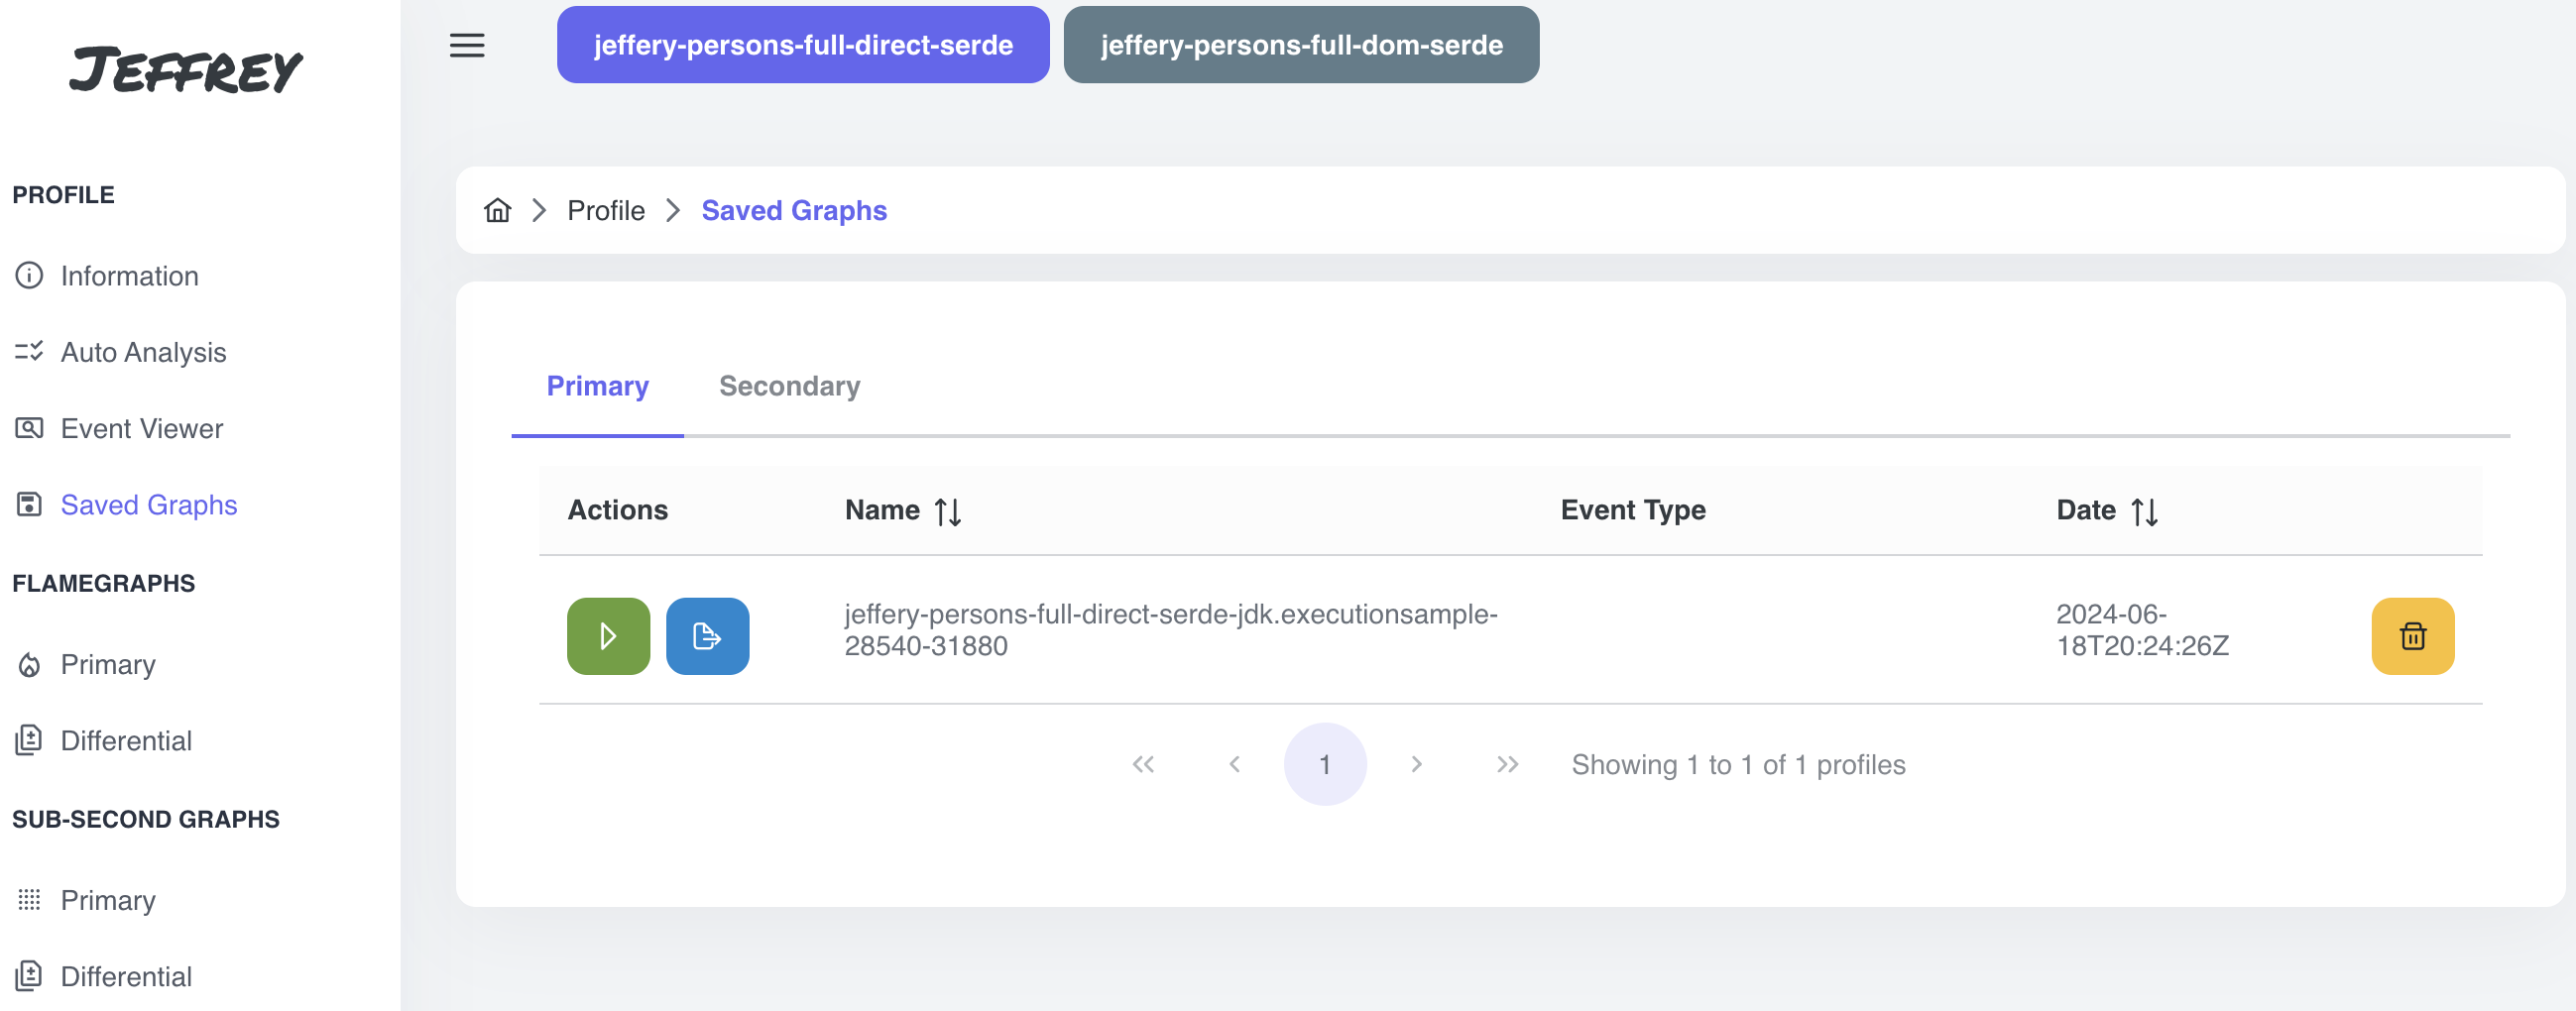 JEFFREY
jeffery-persons-full-direct-serde
jeffery-persons-full-dom-serde
PROFILE
Information
Auto Analysis
Event Viewer
Saved Graphs
FLAMEGRAPHS
Primary
Differential
SUB-SECOND GRAPHS
Primary
Differential
Profile
Saved Graphs
Primary
Secondary
Actions
Name
Event Type
Date
jeffery-persons-full-direct-serde-jdk.executionsample-
28540-31880
2024-06-
18T20:24:26Z
1
Showing 1 to 1 of 1 profiles